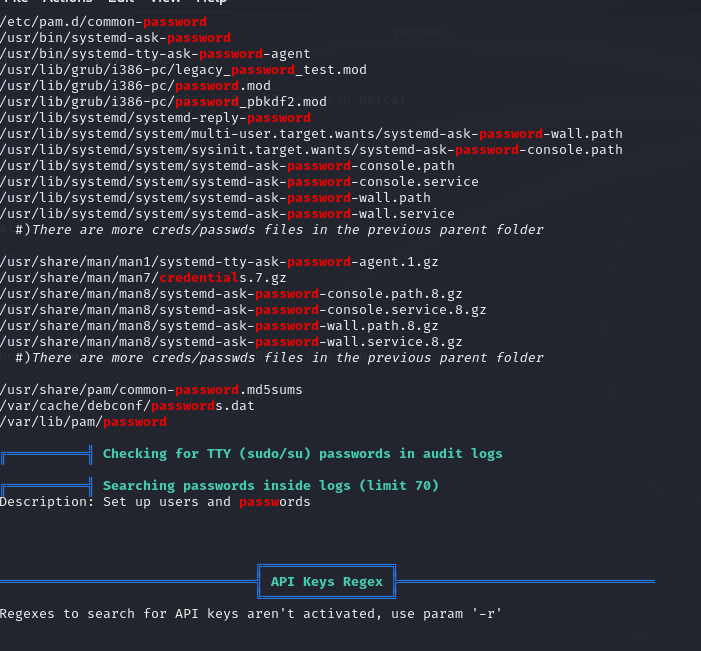 File Actions Edit View Help
/etc/pam.d/common-password
/usr/bin/systemd-ask-password
/usr/bin/systemd-tty-ask-password-agent
/usr/lib/grub/i386-pc/legacy_password_test.mod
/usr/lib/grub/i386-pc/password.mod
/usr/lib/grub/i386-pc/password_pbkdf2.mod
/usr/lib/systemd/systemd-reply-password
/usr/lib/systemd/system/multi-user.target.wants/systemd-ask-password-wall.path
/usr/lib/systemd/system/sysinit.target.wants/systemd-ask-password-console.path
/usr/lib/systemd/system/systemd-ask-password-console.path
/usr/lib/systemd/system/systemd-ask-password-console.service
/usr/lib/systemd/system/systemd-ask-password-wall.path
/usr/lib/systemd/system/systemd-ask-password-wall.service
#)There are more creds/passwds files in the previous parent folder
/usr/share/man/man1/systemd-tty-ask-password-agent.1.gz
/usr/share/man/man7/credentials.7.gz
/usr/share/man/man8/systemd-ask-password-console.path.8.gz
/usr/share/man/man8/systemd-ask-password-console.service.8.gz
/usr/share/man/man8/systemd-ask-password-wall.path.8.gz
/usr/share/man/man8/systemd-ask-password-wall.service.8.gz
#)There are more creds/passwds files in the previous parent folder
/usr/share/pam/common-password.md5sums
/var/cache/debconf/passwords.dat
/var/lib/pam/password
Checking for TTY (sudo/su) passwords in audit logs
Searching passwords inside logs (limit 70)
Description: Set up users and passwords
API Keys Regex
Regexes to search for API keys aren't activated, use param '-r'